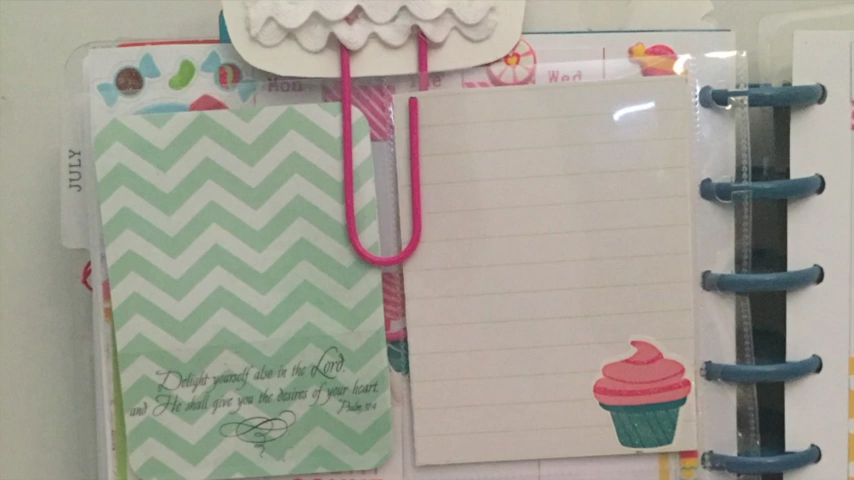 Mon
Wed
JULY
Delight yourself also in the Lord,
and He shall give you the desires of your heart.
Psalm 37:4